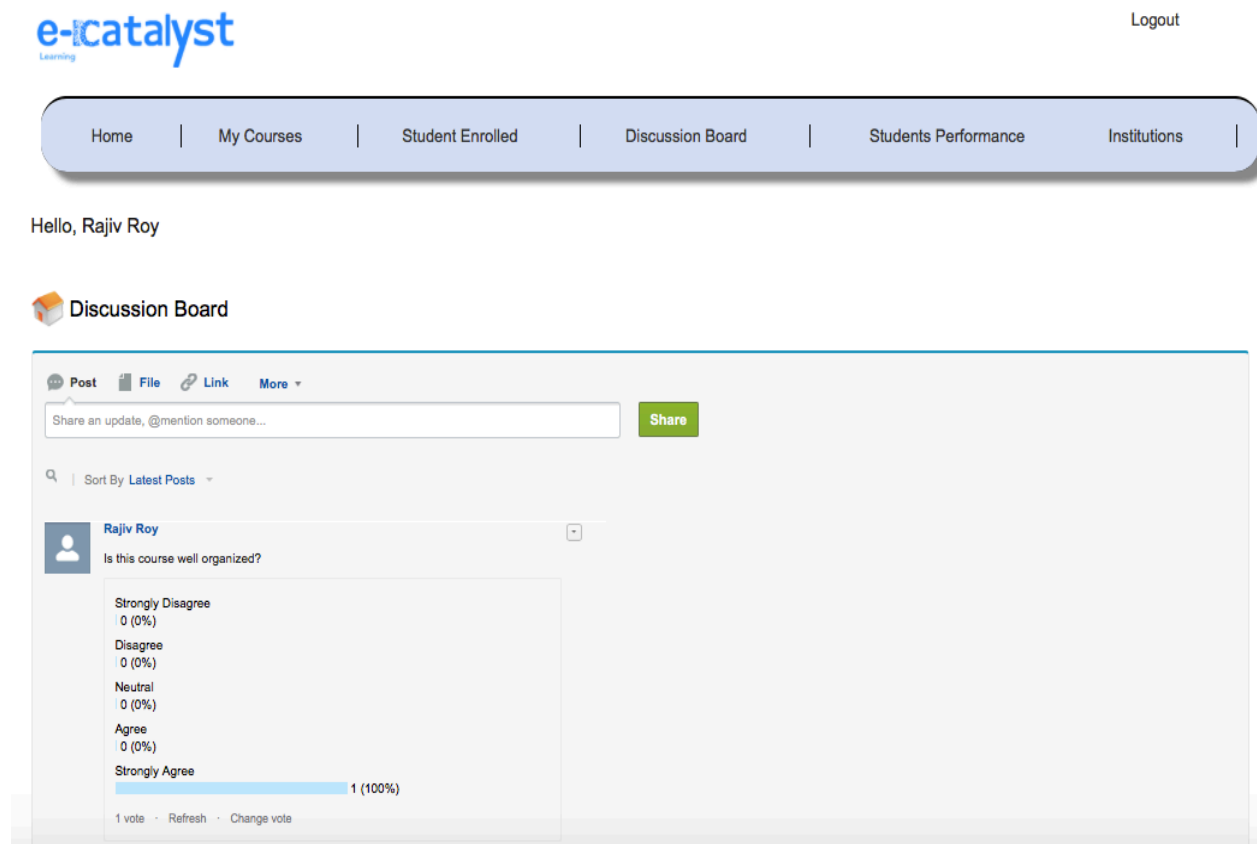 e-catalyst
Learning
Logout
Home
My Courses
Student Enrolled
Discussion Board
Students Performance
Institutions
Hello, Rajiv Roy
Discussion Board
Post File Link More
Share an update, @mention someone...
Share
Sort By Latest Posts
Rajiv Roy
Is this course well organized?
Strongly Disagree
0 (0%)
Disagree
0 (0%)
Neutral
0 (0%)
Agree
0 (0%)
Strongly Agree
1 (100%)
1 vote · Refresh · Change vote